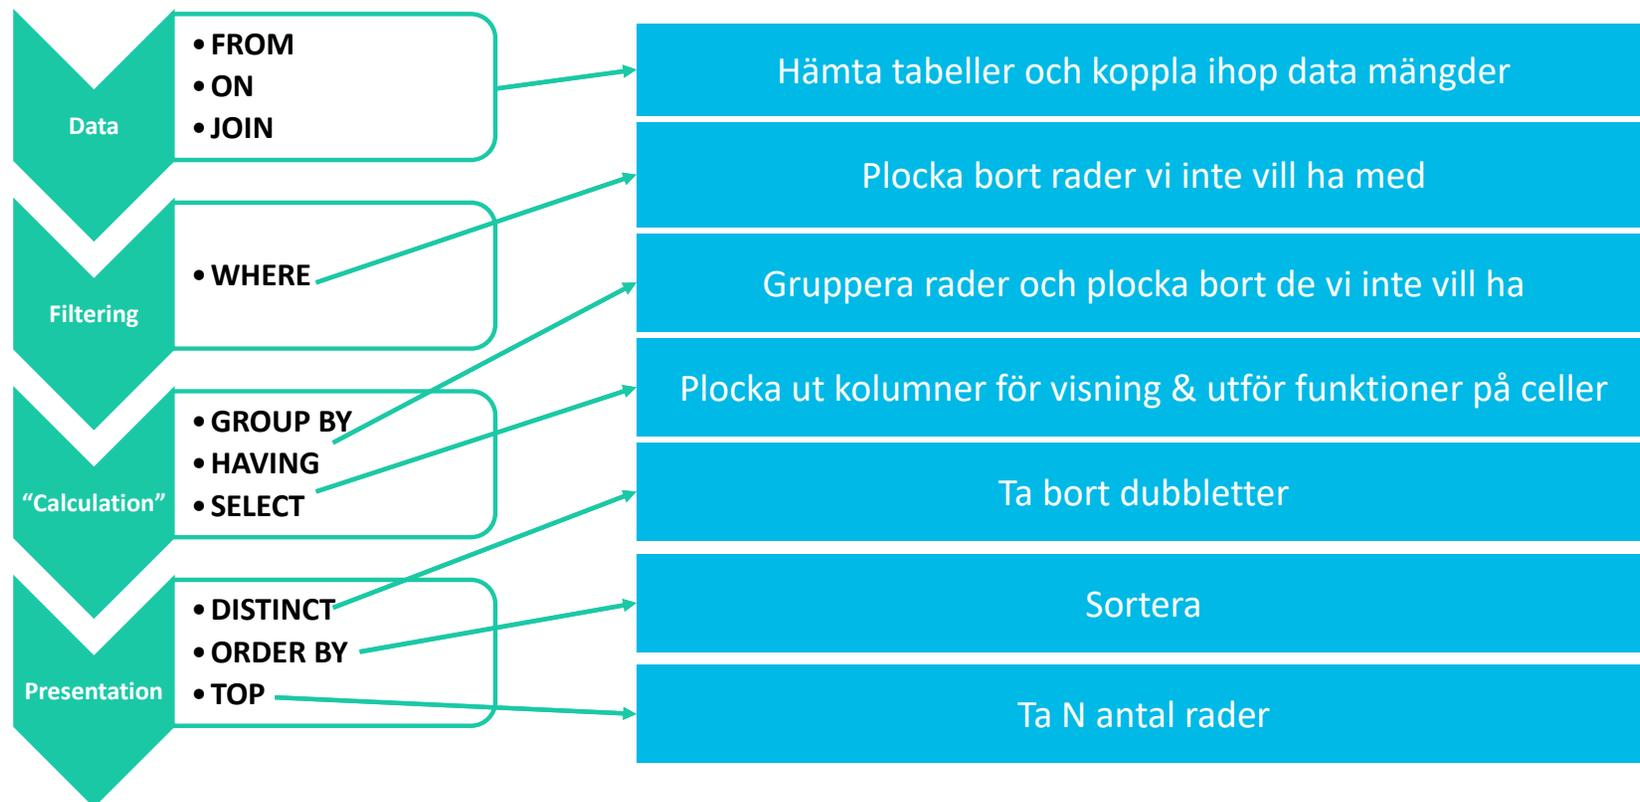 Data
• FROM
• ON
• JOIN
Hämta tabeller och koppla ihop data mängder
Filtering
• WHERE
Plocka bort rader vi inte vill ha med
“Calculation”
• GROUP BY
• HAVING
• SELECT
Gruppera rader och plocka bort de vi inte vill ha
Plocka ut kolumner för visning & utför funktioner på celler
Presentation
• DISTINCT
• ORDER BY
• TOP
Ta bort dubbletter
Sortera
Ta N antal rader